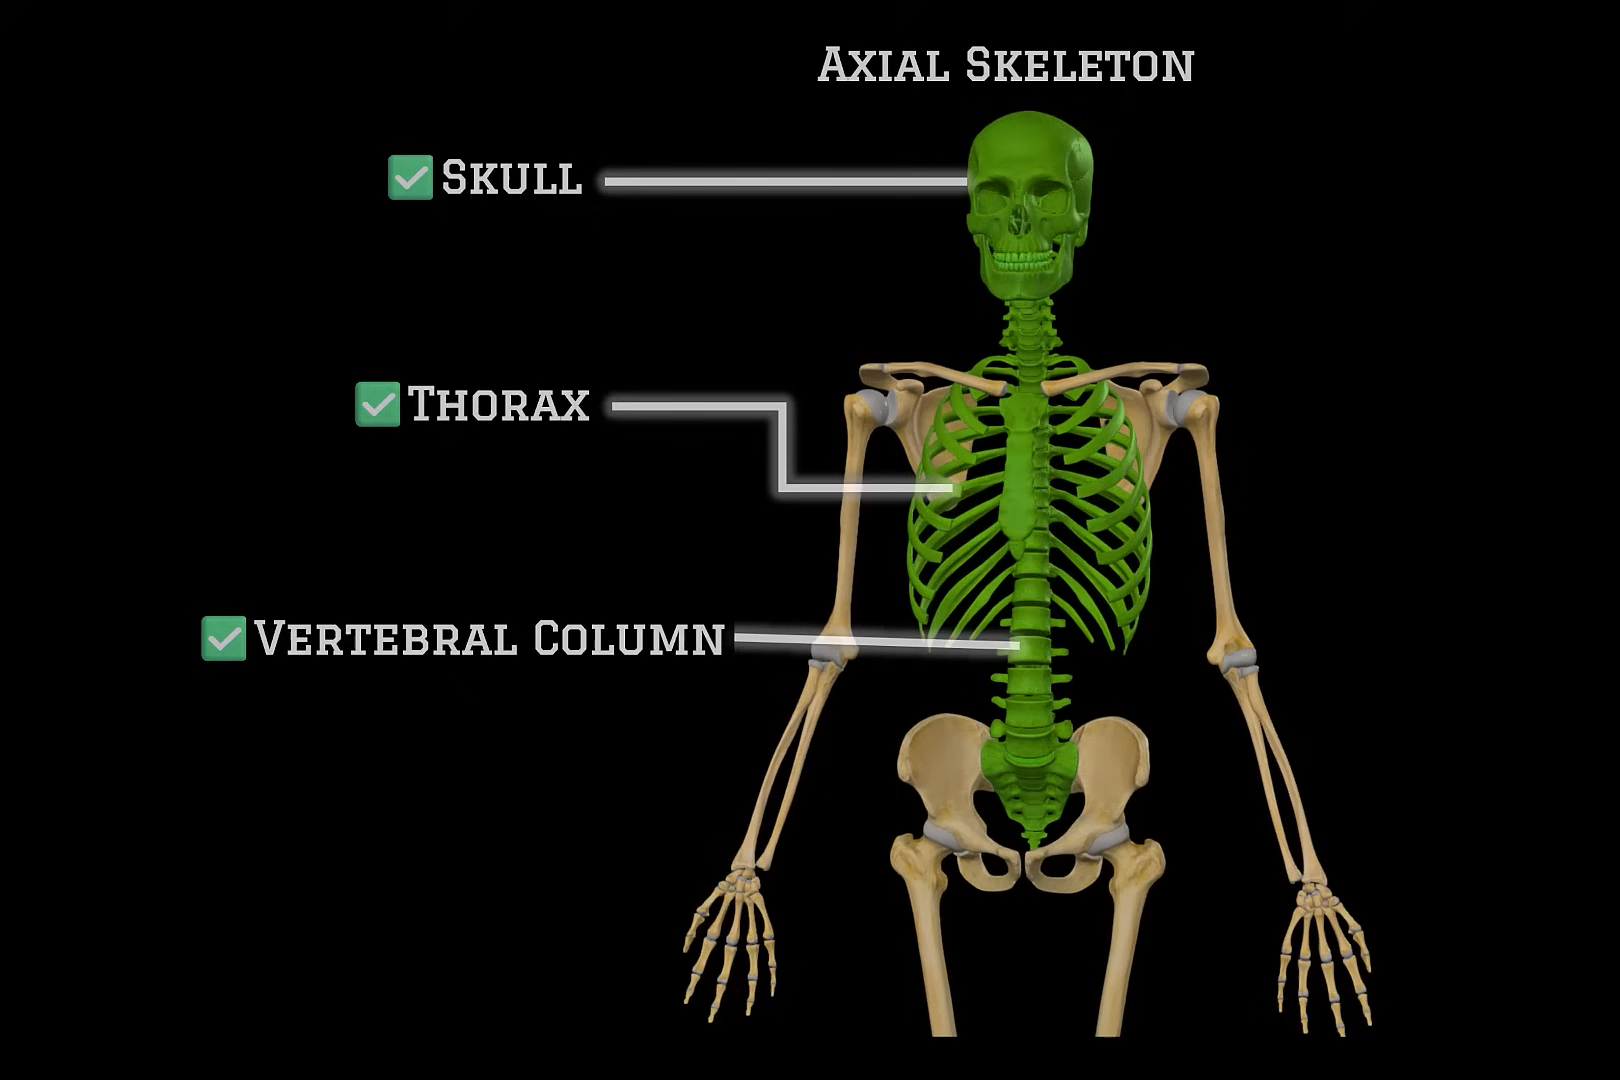 Axial Skeleton
✅ Skull
✅ Thorax
✅ Vertebral Column